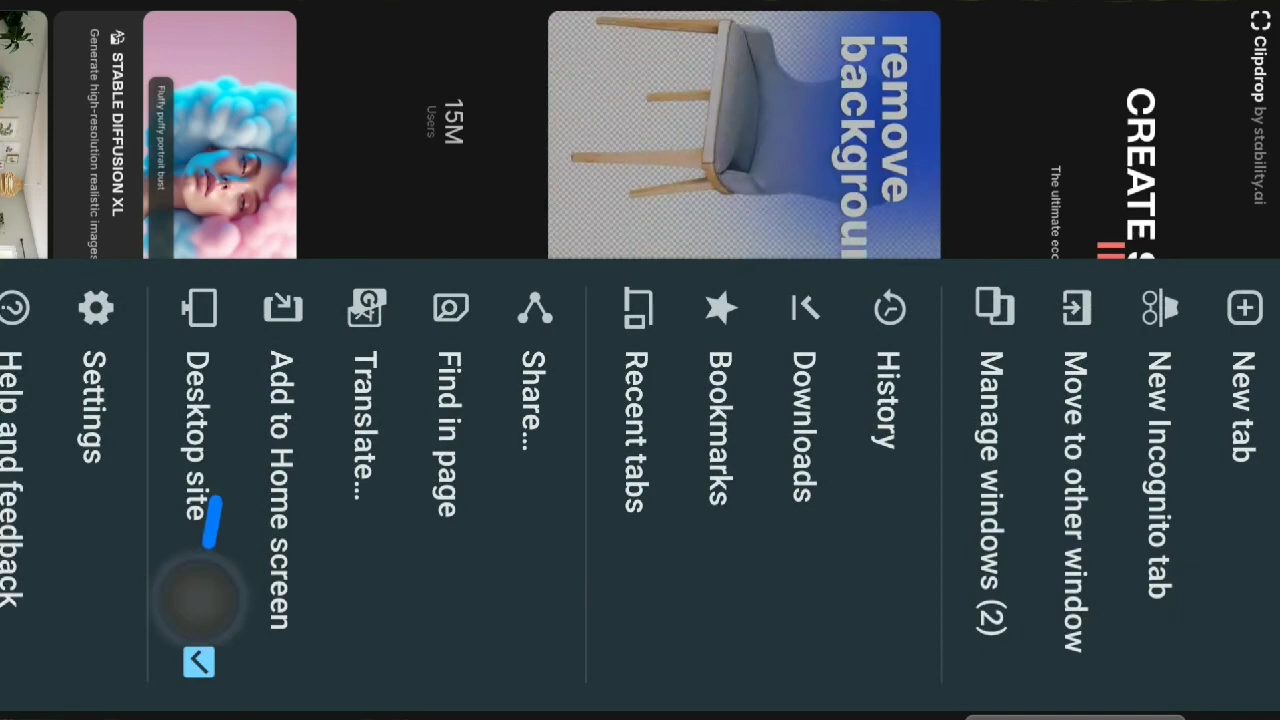 Clipdrop by stability.ai
CREATE S
The ultimate eco
remove
backgroun
15M
Users
Fluffy puffy portrait bust
STABLE DIFFUSION XL
Generate high-resolution realistic images
New tab
New Incognito tab
Move to other window
Manage windows (2)
History
Downloads
Bookmarks
Recent tabs
Share...
Find in page
Translate...
Add to Home screen
Desktop site
Settings
Help and feedback